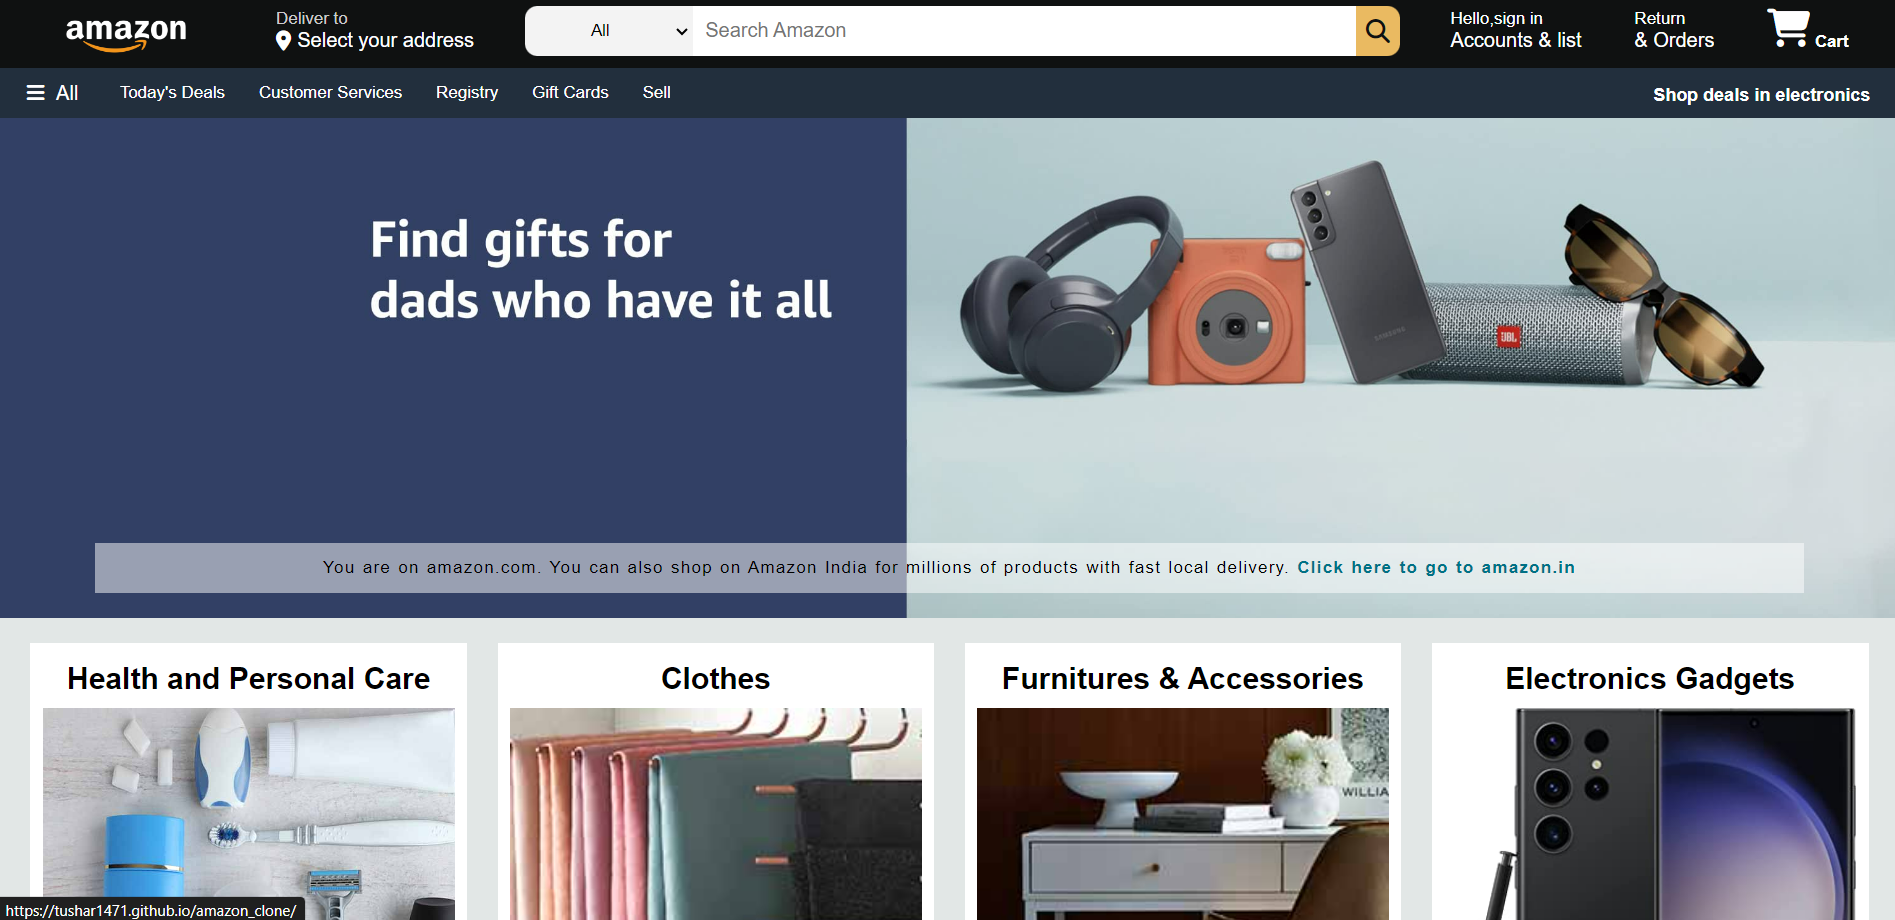 amazon
Deliver to
Select your address
All
Search Amazon
Hello,sign in
Accounts & list
Return
& Orders
Cart
All
Today's Deals
Customer Services
Registry
Gift Cards
Sell
Shop deals in electronics
Find gifts for
dads who have it all
SAMSUNG
JBL
You are on amazon.com. You can also shop on Amazon India for millions of products with fast local delivery. Click here to go to amazon.in
Health and Personal Care
Clothes
Furnitures & Accessories
Electronics Gadgets
WILLIA
https://tushar1471.github.io/amazon_clone/